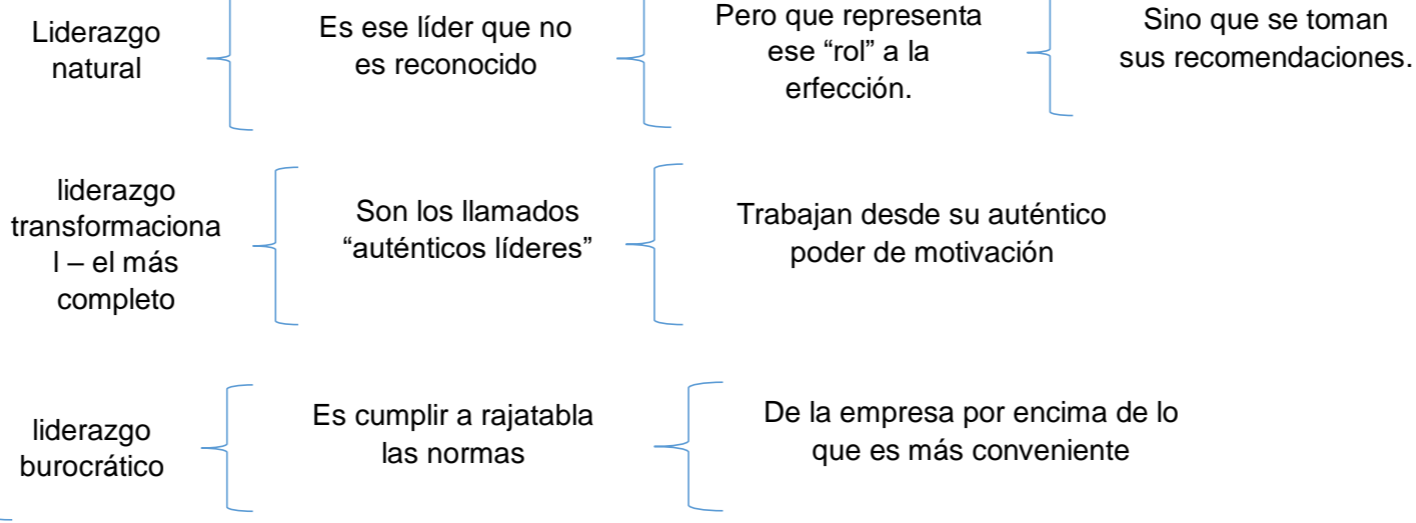 Liderazgo
natural
Es ese líder que no
es reconocido
Pero que representa
ese “rol” a la
erfección.
Sino que se toman
sus recomendaciones.
liderazgo
transformaciona
l – el más
completo
Son los llamados
“auténticos líderes”
Trabajan desde su auténtico
poder de motivación
liderazgo
burocrático
Es cumplir a rajatabla
las normas
De la empresa por encima de lo
que es más conveniente